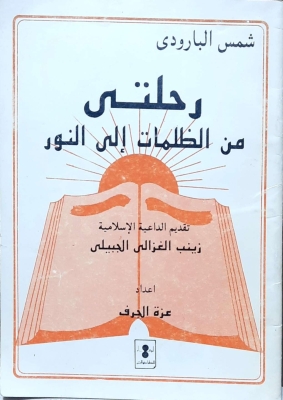 شمس البارودى
رحلتى
من الظلمات إلى النور
تقديم الداعية الإسلامية
زينب الغزالى الجبيلى
اعداد
عزة الجرف